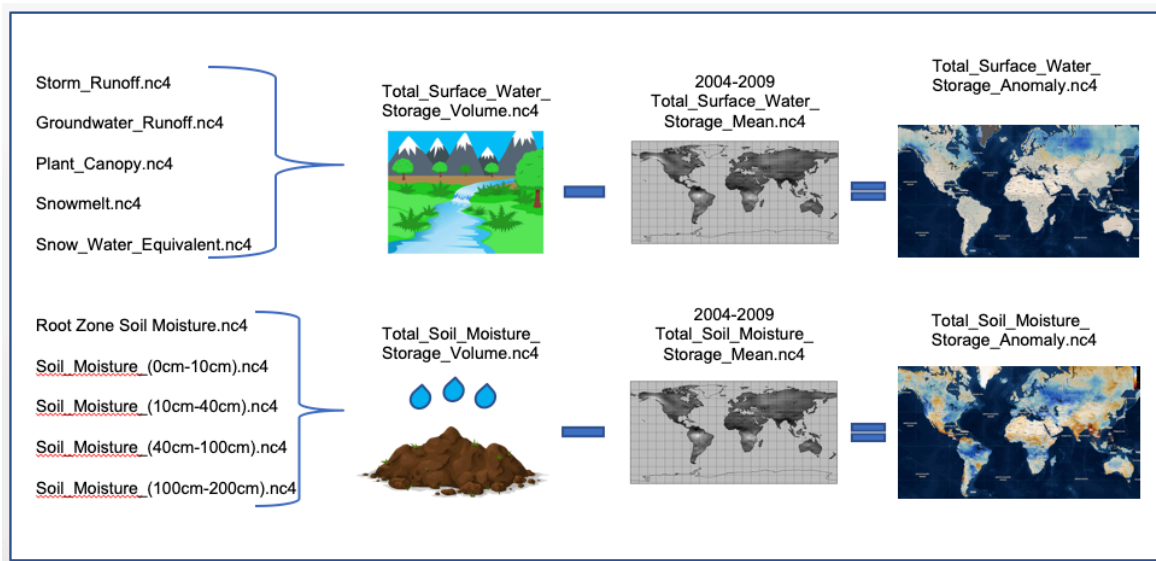 Storm_Runoff.nc4
Groundwater_Runoff.nc4
Plant_Canopy.nc4
Snowmelt.nc4
Snow_Water_Equivalent.nc4
Total_Surface_Water_
Storage_Volume.nc4
2004-2009
Total_Surface_Water_
Storage_Mean.nc4
Total_Surface_Water_
Storage_Anomaly.nc4
Root Zone Soil Moisture.nc4
Soil_Moisture_(0cm-10cm).nc4
Soil_Moisture_(10cm-40cm).nc4
Soil_Moisture_(40cm-100cm).nc4
Soil_Moisture_(100cm-200cm).nc4
Total_Soil_Moisture_
Storage_Volume.nc4
2004-2009
Total_Soil_Moisture_
Storage_Mean.nc4
Total_Soil_Moisture_
Storage_Anomaly.nc4